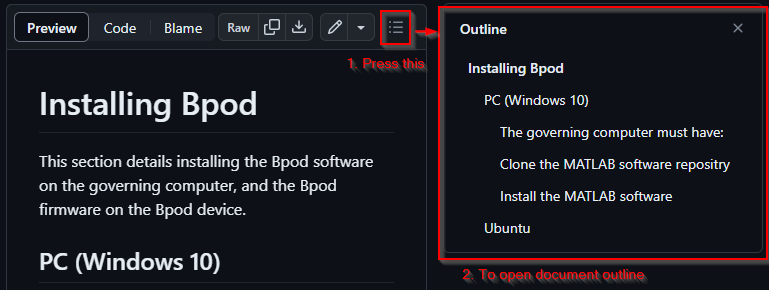 Preview Code Blame Raw
1. Press this
Installing Bpod
This section details installing the Bpod software
on the governing computer, and the Bpod
firmware on the Bpod device.
PC (Windows 10)
Outline
Installing Bpod
PC (Windows 10)
The governing computer must have:
Clone the MATLAB software repositry
Install the MATLAB software
Ubuntu
2. To open document outline